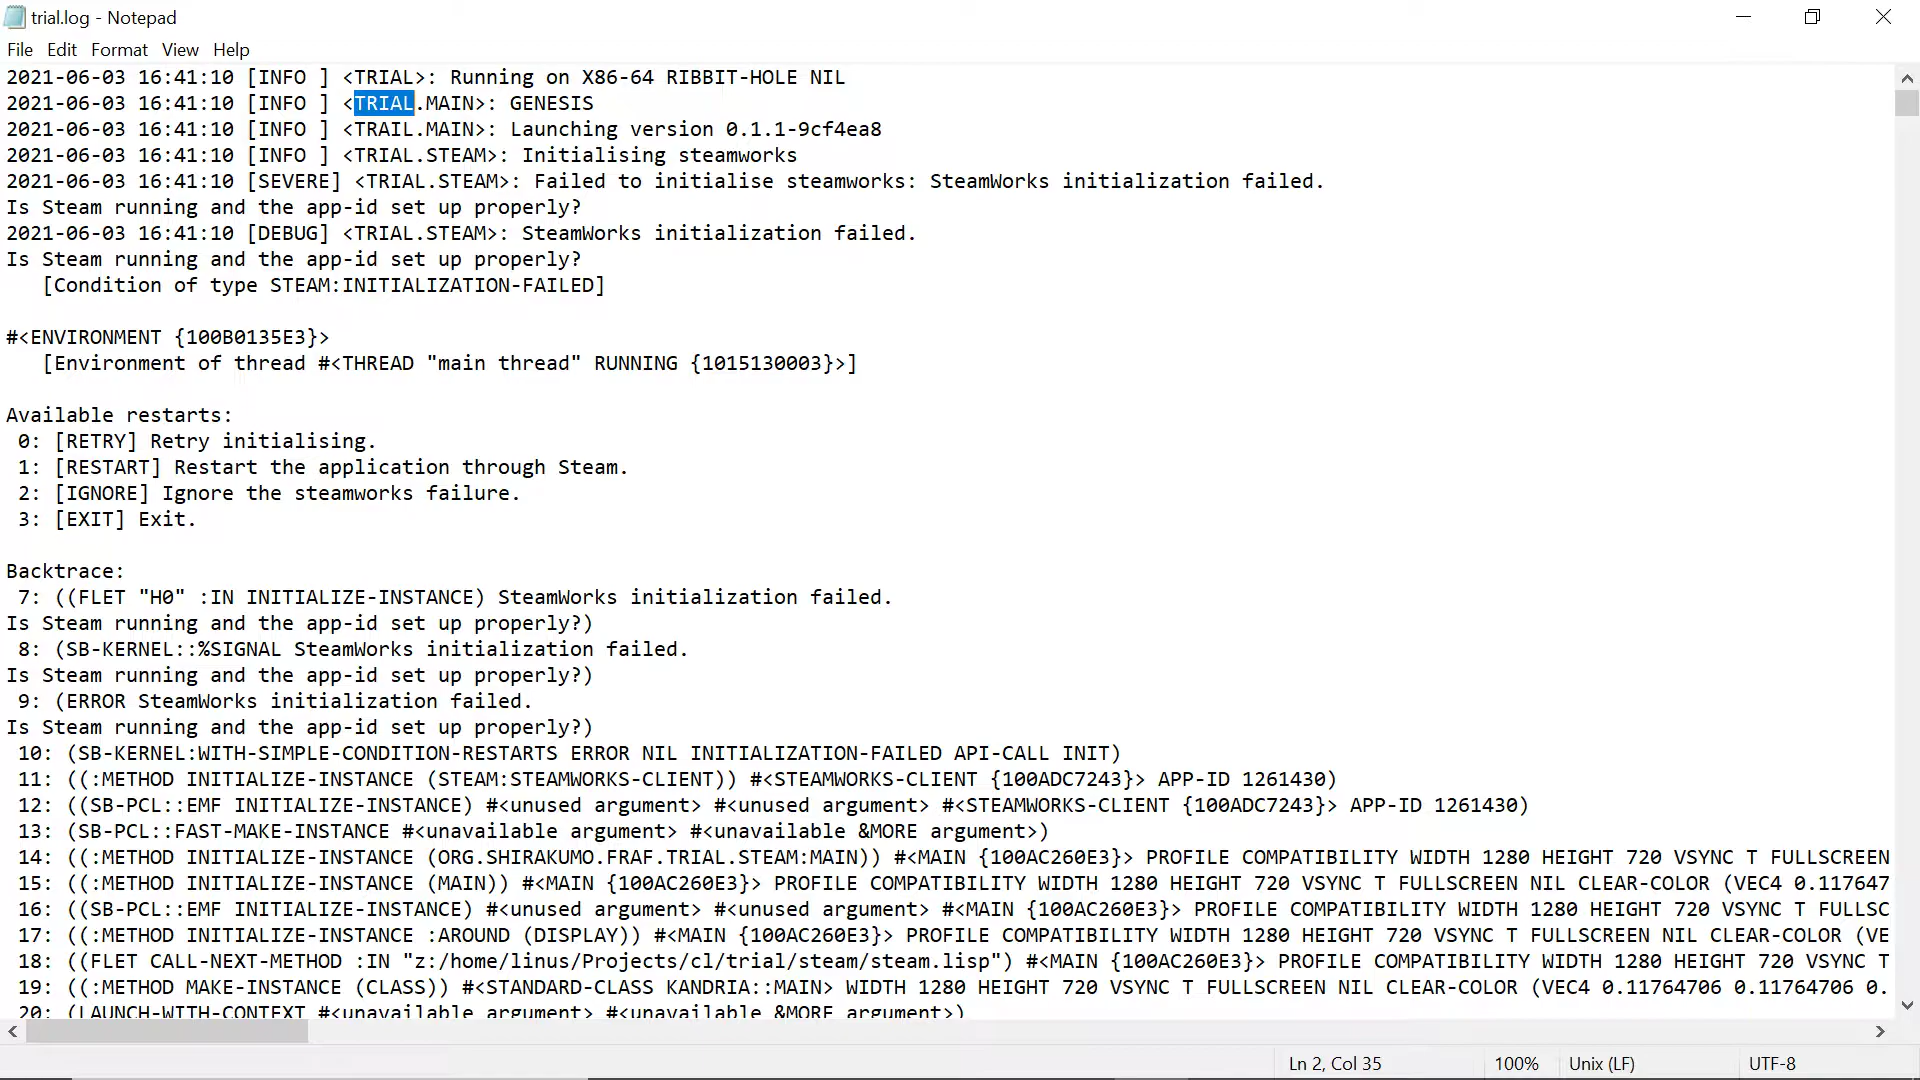 trial.log - Notepad
File Edit Format View Help
2021-06-03 16:41:10 [INFO ] <TRIAL>: Running on X86-64 RIBBIT-HOLE NIL
2021-06-03 16:41:10 [INFO ] <TRIAL.MAIN>: GENESIS
2021-06-03 16:41:10 [INFO ] <TRAIL.MAIN>: Launching version 0.1.1-9cf4ea8
2021-06-03 16:41:10 [INFO ] <TRIAL.STEAM>: Initialising steamworks
2021-06-03 16:41:10 [SEVERE] <TRIAL.STEAM>: Failed to initialise steamworks: SteamWorks initialization failed.
Is Steam running and the app-id set up properly?
2021-06-03 16:41:10 [DEBUG] <TRIAL.STEAM>: SteamWorks initialization failed.
Is Steam running and the app-id set up properly?
[Condition of type STEAM:INITIALIZATION-FAILED]
#<ENVIRONMENT {100B0135E3}>
[Environment of thread #<THREAD "main thread" RUNNING {1015130003}>]
Available restarts:
0: [RETRY] Retry initialising.
1: [RESTART] Restart the application through Steam.
2: [IGNORE] Ignore the steamworks failure.
3: [EXIT] Exit.
Backtrace:
7: ((FLET "H0" :IN INITIALIZE-INSTANCE) SteamWorks initialization failed.
Is Steam running and the app-id set up properly?)
8: (SB-KERNEL::%SIGNAL SteamWorks initialization failed.
Is Steam running and the app-id set up properly?)
9: (ERROR SteamWorks initialization failed.
Is Steam running and the app-id set up properly?)
10: (SB-KERNEL:WITH-SIMPLE-CONDITION-RESTARTS ERROR NIL INITIALIZATION-FAILED API-CALL INIT)
11: ((:METHOD INITIALIZE-INSTANCE (STEAM:STEAMWORKS-CLIENT)) #<STEAMWORKS-CLIENT {100ADC7243}> APP-ID 1261430)
12: ((SB-PCL::EMF INITIALIZE-INSTANCE) #<unused argument> #<unused argument> #<STEAMWORKS-CLIENT {100ADC7243}> APP-ID 1261430)
13: (SB-PCL::FAST-MAKE-INSTANCE #<unavailable argument> #<unavailable &MORE argument>)
14: ((:METHOD INITIALIZE-INSTANCE (ORG.SHIRAKUMO.FRAF.TRIAL.STEAM:MAIN)) #<MAIN {100AC260E3}> PROFILE COMPATIBILITY WIDTH 1280 HEIGHT 720 VSYNC T FULLSCREEN
15: ((:METHOD INITIALIZE-INSTANCE (MAIN)) #<MAIN {100AC260E3}> PROFILE COMPATIBILITY WIDTH 1280 HEIGHT 720 VSYNC T FULLSCREEN NIL CLEAR-COLOR (VEC4 0.117647
16: ((SB-PCL::EMF INITIALIZE-INSTANCE) #<unused argument> #<unused argument> #<MAIN {100AC260E3}> PROFILE COMPATIBILITY WIDTH 1280 HEIGHT 720 VSYNC T FULLSC
17: ((:METHOD INITIALIZE-INSTANCE :AROUND (DISPLAY)) #<MAIN {100AC260E3}> PROFILE COMPATIBILITY WIDTH 1280 HEIGHT 720 VSYNC T FULLSCREEN NIL CLEAR-COLOR (VE
18: ((FLET CALL-NEXT-METHOD :IN "z:/home/linus/Projects/cl/trial/steam/steam.lisp") #<MAIN {100AC260E3}> PROFILE COMPATIBILITY WIDTH 1280 HEIGHT 720 VSYNC T
19: ((:METHOD MAKE-INSTANCE (CLASS)) #<STANDARD-CLASS KANDRIA::MAIN> WIDTH 1280 HEIGHT 720 VSYNC T FULLSCREEN NIL CLEAR-COLOR (VEC4 0.11764706 0.11764706 0.
20: (LAUNCH-WITH-CONTEXT #<unavailable argument> #<unavailable &MORE argument>)
Ln 2, Col 35 100% Unix (LF) UTF-8